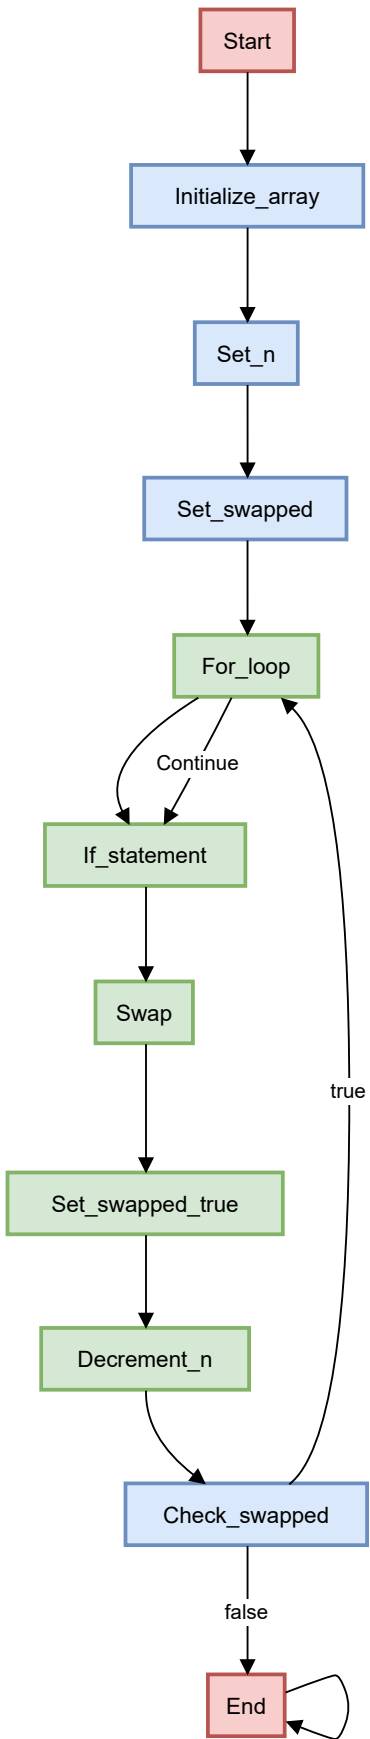 Start
Initialize_array
Set_n
Set_swapped
For_loop
Continue
If_statement
Swap
true
Set_swapped_true
Decrement_n
Check_swapped
false
End